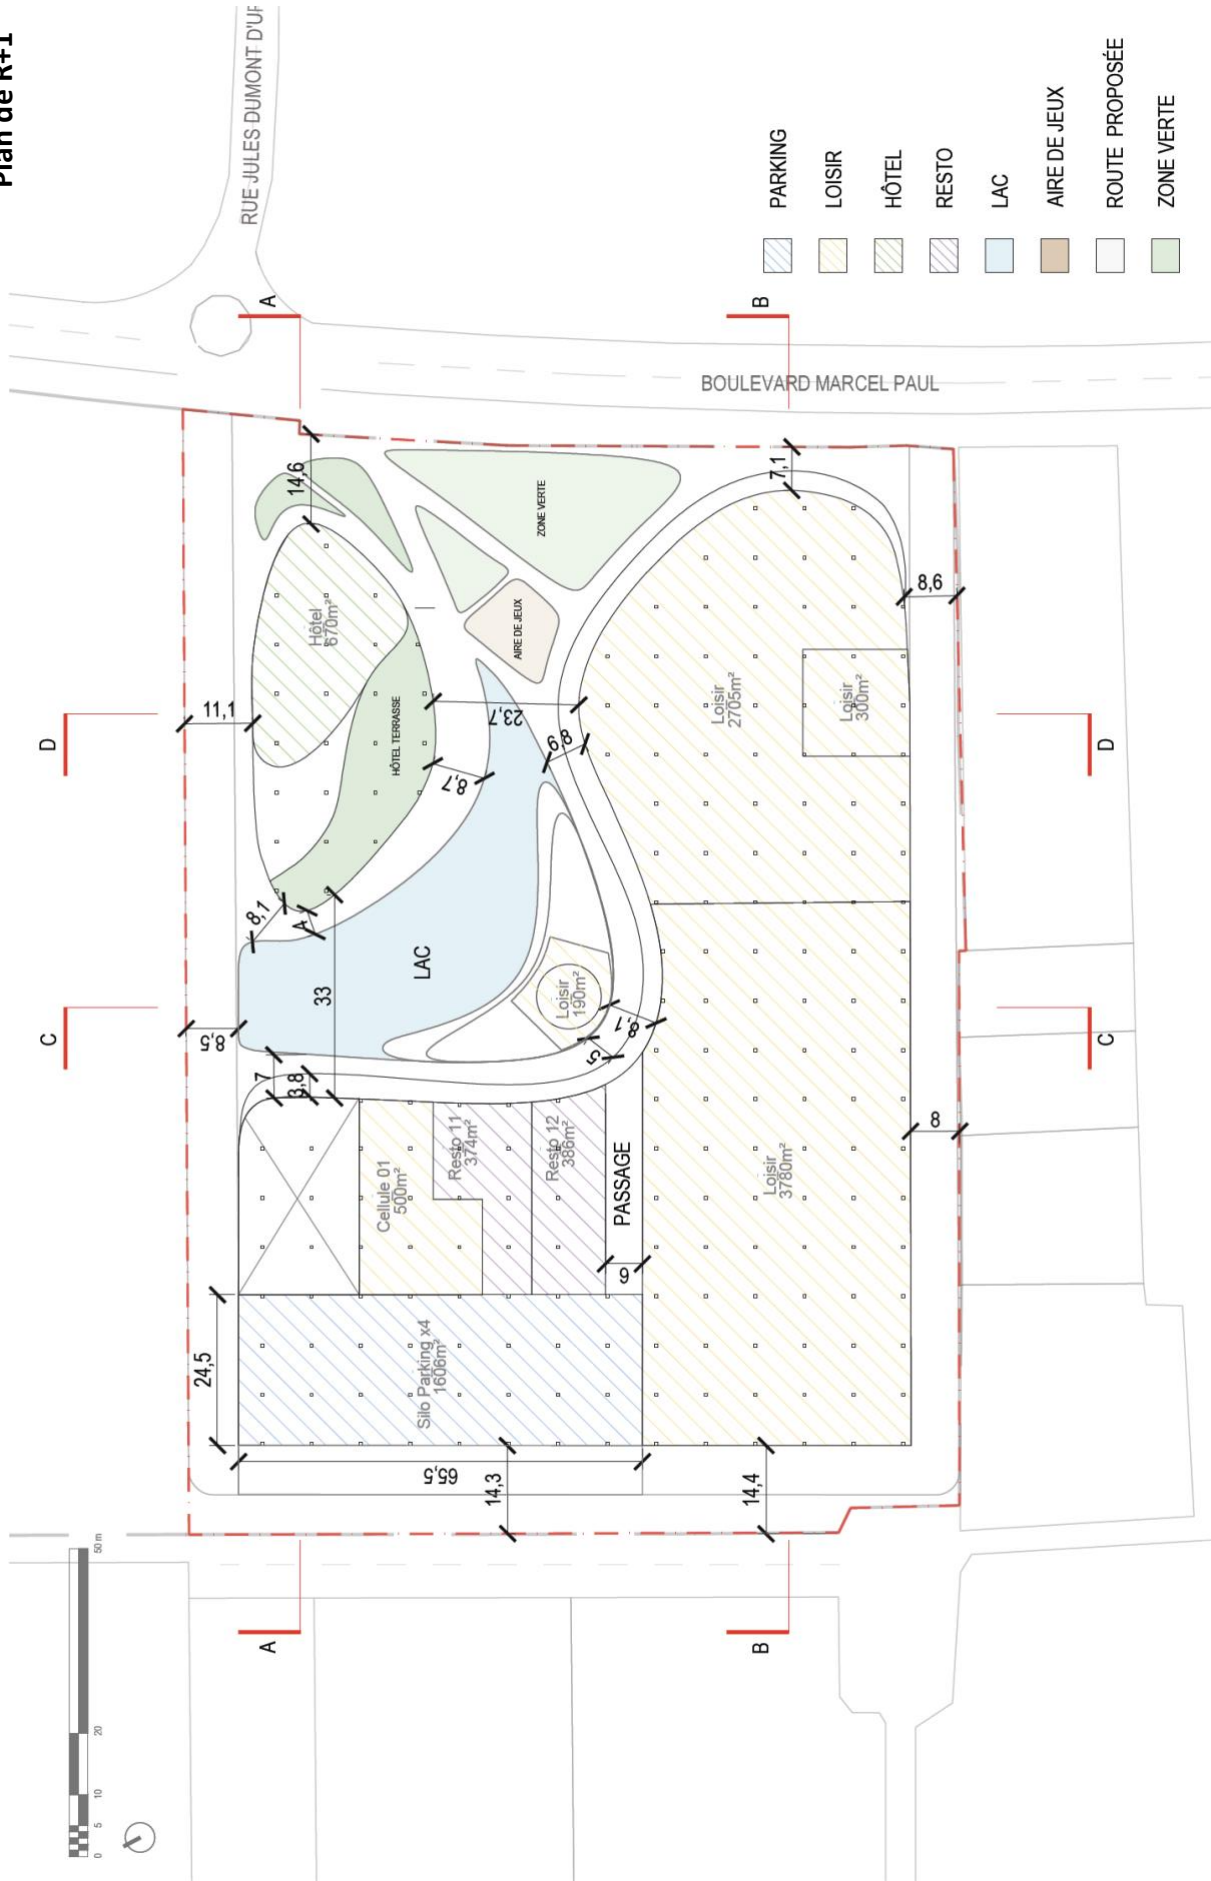 Plan de R+1
RUE JULES DUMONT D'UR
BOULEVARD MARCEL PAUL
PARKING
LOISIR
HÔTEL
RESTO
LAC
AIRE DE JEUX
ROUTE PROPOSÉE
ZONE VERTE
A
B
D
C
A
B
D
C
14,6
7,1
8,6
11,1
23,7
8,7
8,9
8,1
A
33
8,5
7
3,8
8,1
5
8
6
24,5
65,5
14,3
14,4
Hôtel
670m²
HÔTEL TERRASSE
ZONE VERTE
AIRE DE JEUX
LAC
Loisir
190m²
Loisir
2705m²
Loisir
300m²
Loisir
3780m²
Cellule 01
500m²
Resto 11
374m²
Resto 12
386m²
PASSAGE
Silo Parking x4
1606m²
0
5
10
20
50 m